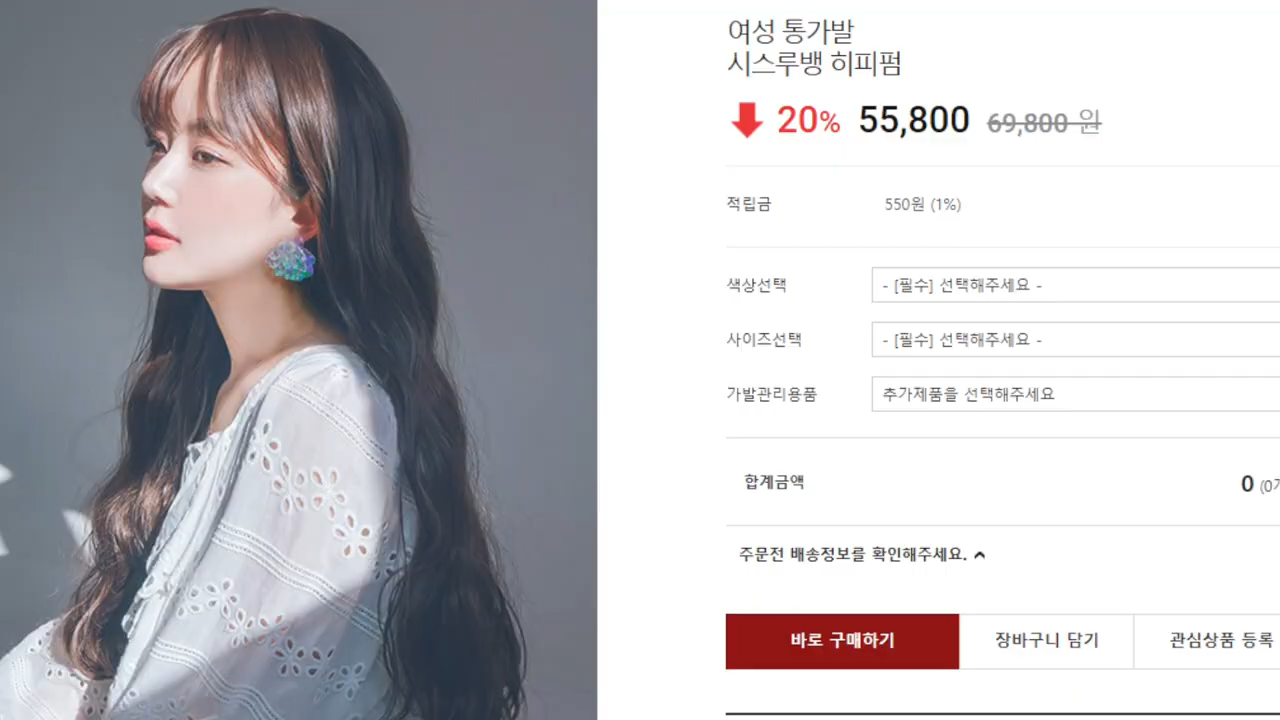 여성 통가발
시스루뱅 히피펌
20% 55,800 69,800 원
적립금 550원 (1%)
색상선택 - [필수] 선택해주세요 -
사이즈선택 - [필수] 선택해주세요 -
가발관리용품 추가제품을 선택해주세요
합계금액 0 (0
주문전 배송정보를 확인해주세요.
바로 구매하기 장바구니 담기 관심상품 등록